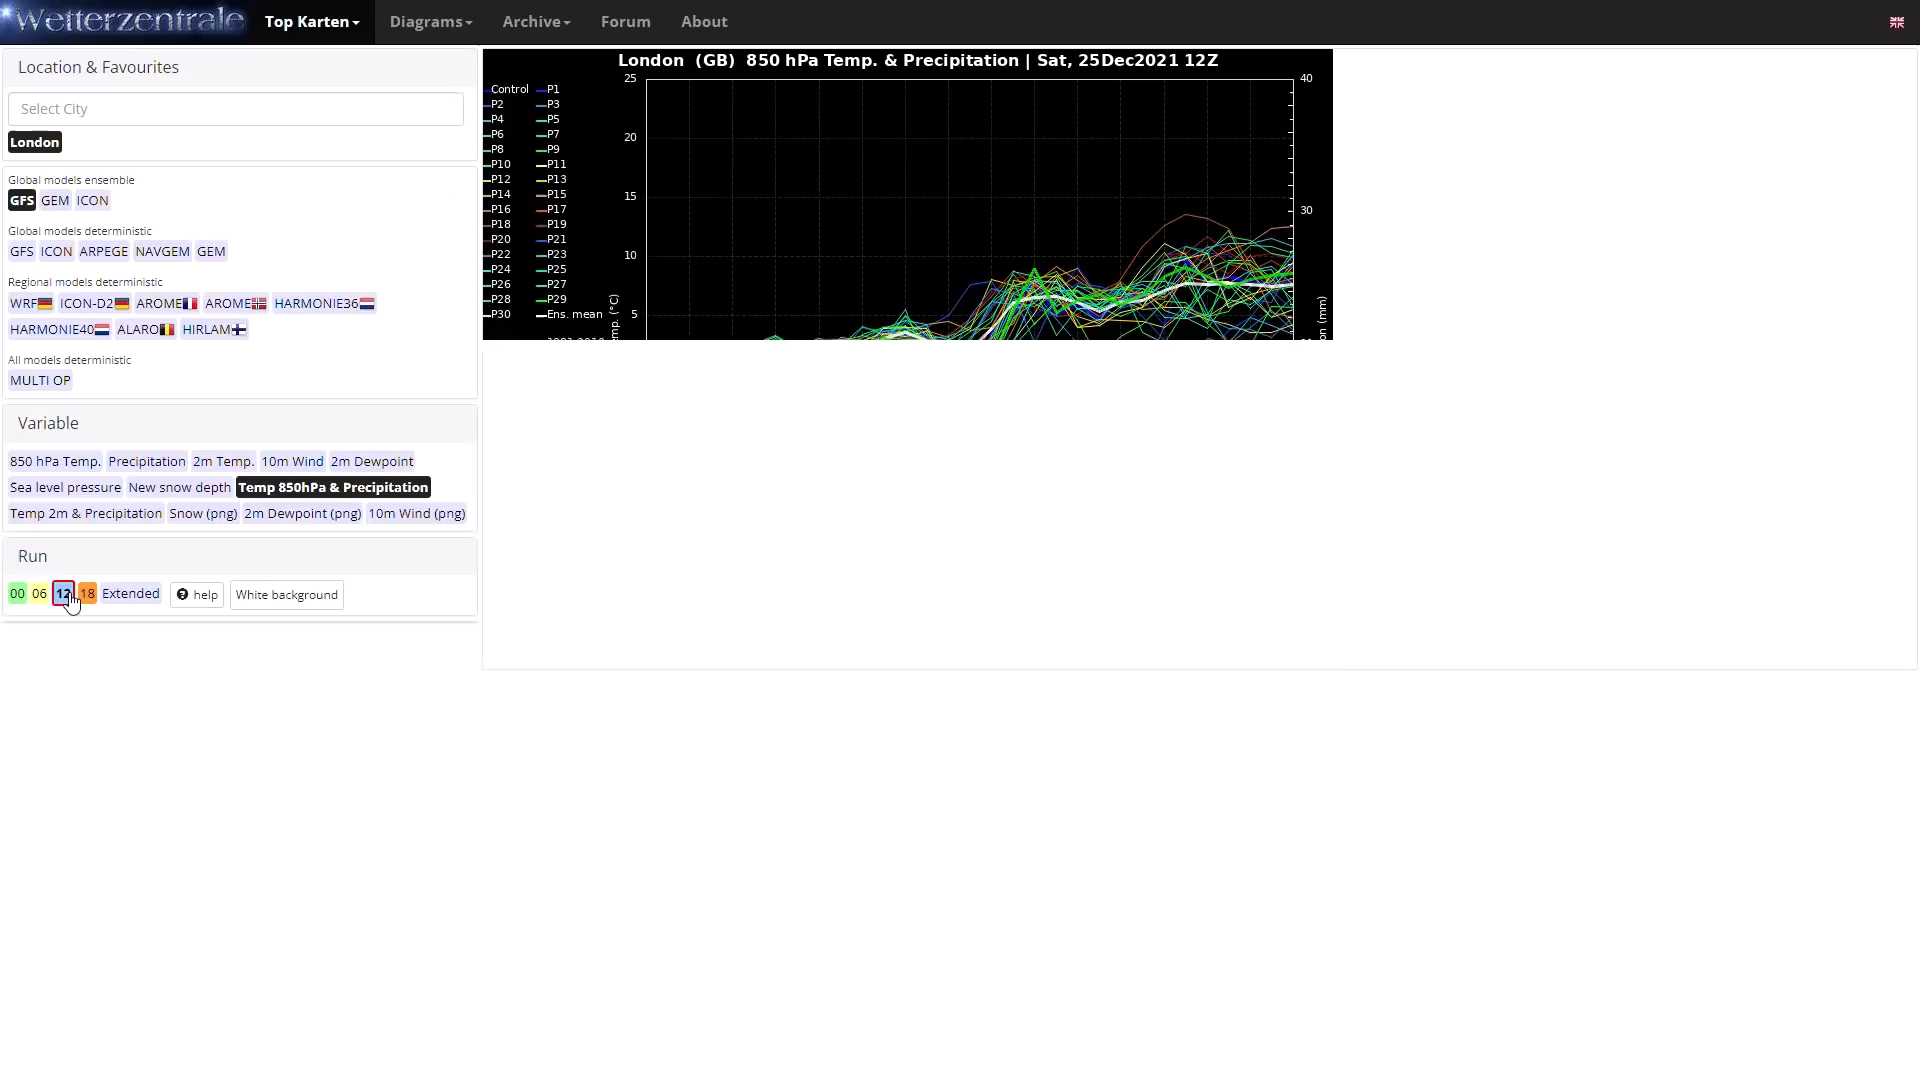 Wetterzentrale Top Karten Diagrams Archive Forum About
Location & Favourites
Select City
London
Global models ensemble
GFS GEM ICON
Global models deterministic
GFS ICON ARPEGE NAVGEM GEM
Regional models deterministic
WRF ICON-D2 AROME AROME HARMONIE36
HARMONIE40 ALARO HIRLAM
All models deterministic
MULTI OP
Variable
850 hPa Temp. Precipitation 2m Temp. 10m Wind 2m Dewpoint
Sea level pressure New snow depth Temp 850hPa & Precipitation
Temp 2m & Precipitation Snow (png) 2m Dewpoint (png) 10m Wind (png)
Run
00 06 12 18 Extended help White background
London (GB) 850 hPa Temp. & Precipitation | Sat, 25Dec2021 12Z
Control P1
P2 P3
P4 P5
P6 P7
P8 P9
P10 P11
P12 P13
P14 P15
P16 P17
P18 P19
P20 P21
P22 P23
P24 P25
P26 P27
P28 P29
P30 Ens. mean
25
20
15
10
5
(°C)
40
30
(mm)